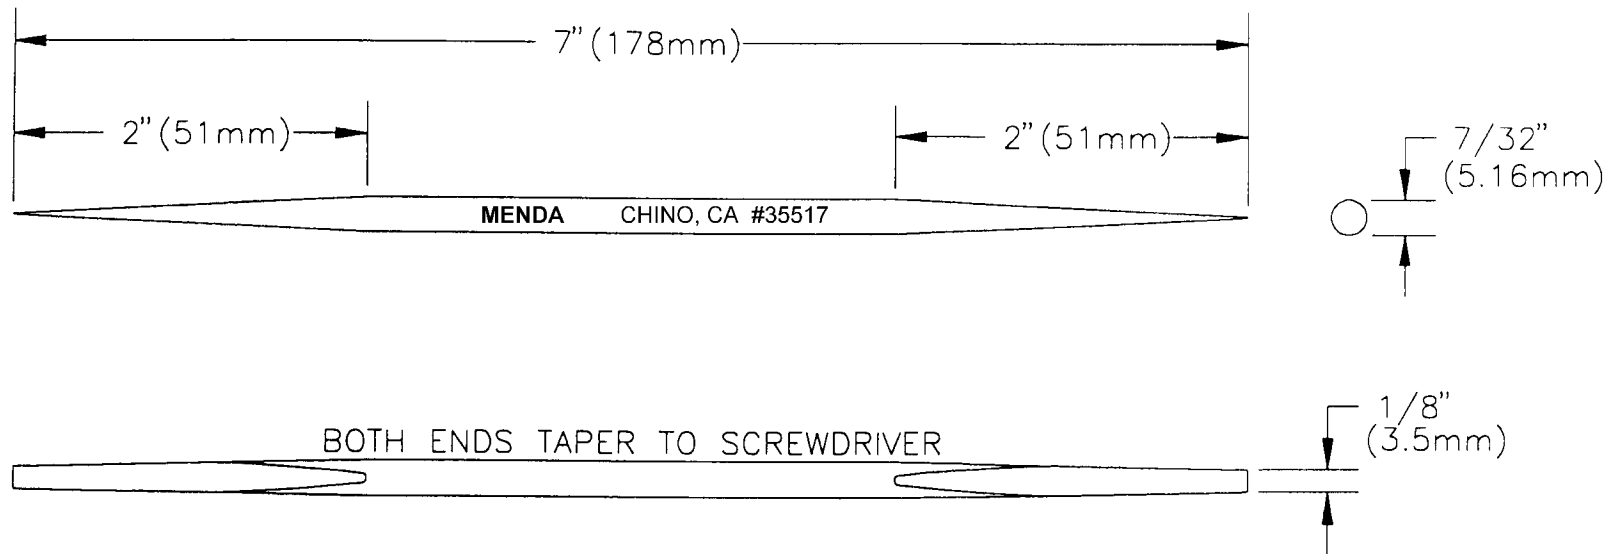 7" (178mm)
2" (51mm)
2" (51mm)
7/32"
(5.16mm)
MENDA CHINO, CA #35517
BOTH ENDS TAPER TO SCREWDRIVER
1/8"
(3.5mm)